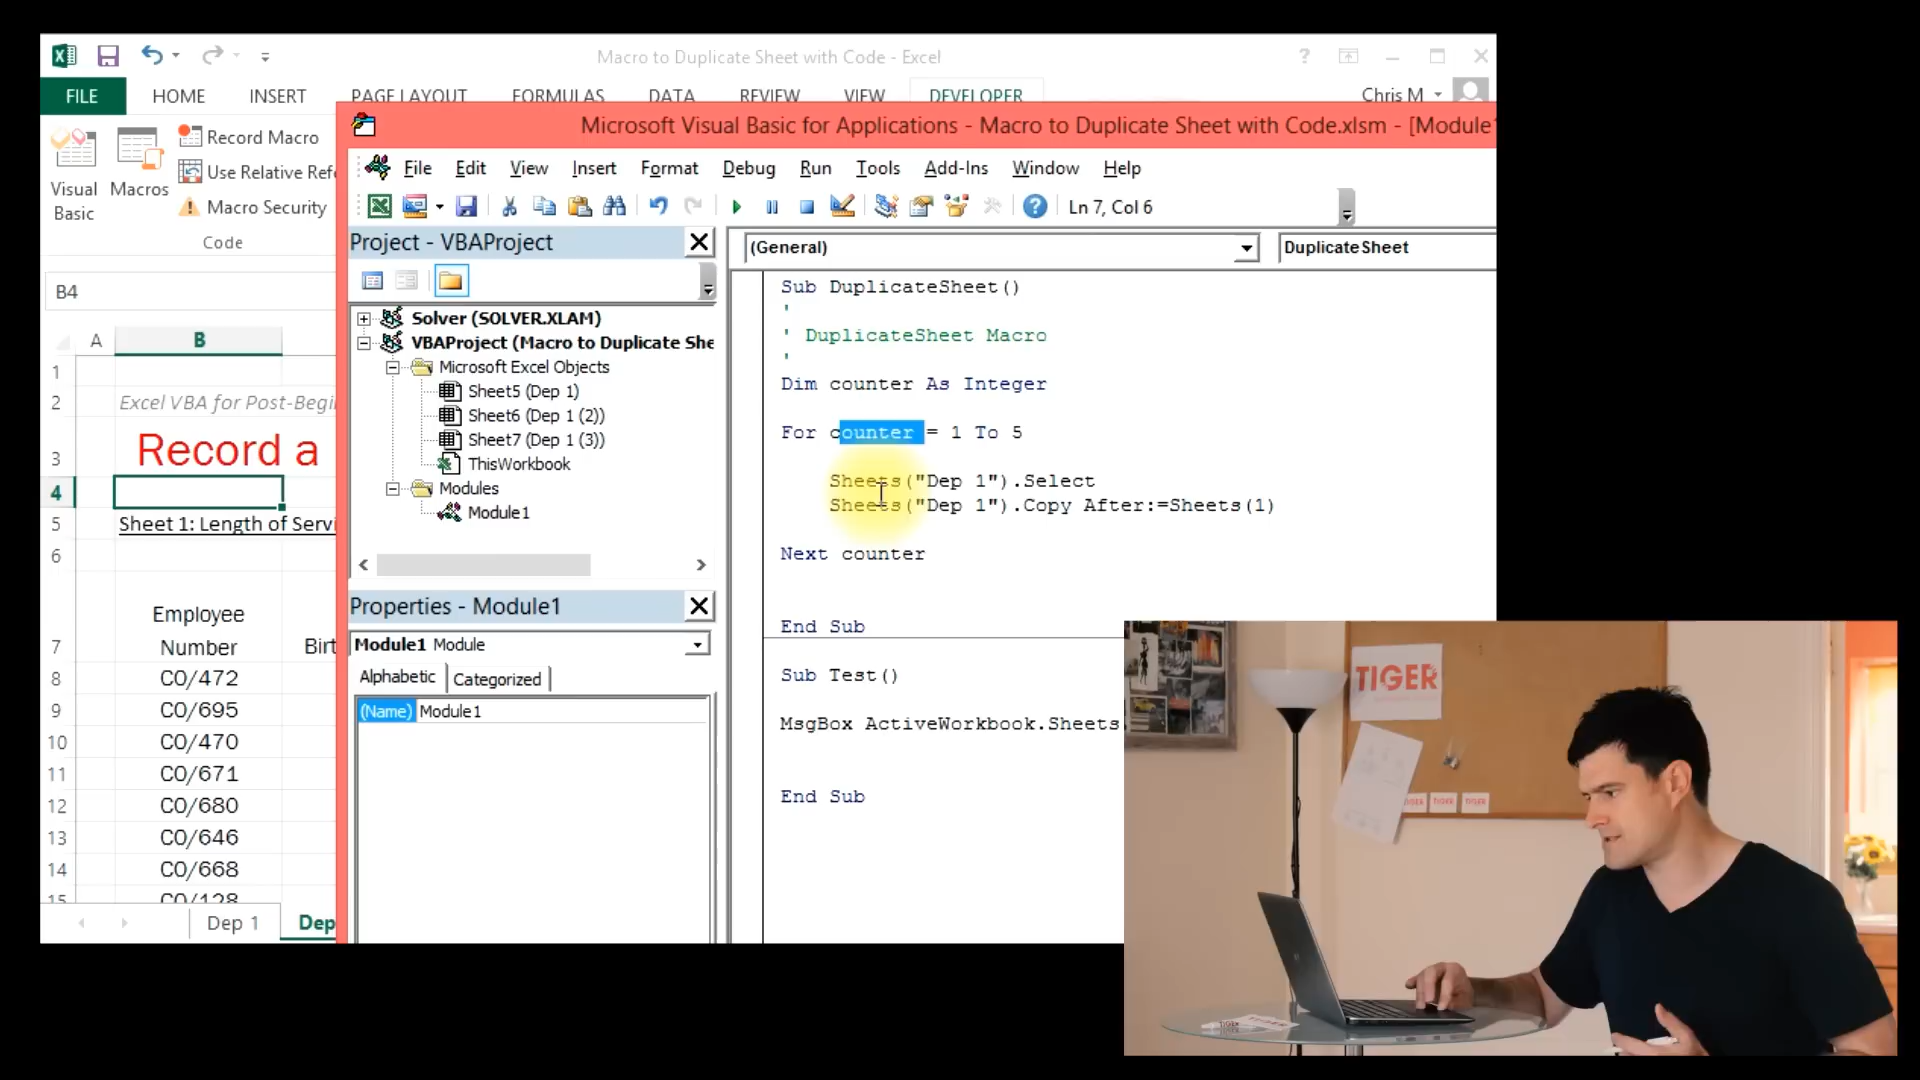 Macro to Duplicate Sheet with Code - Excel
FILE
HOME
INSERT
PAGE LAYOUT
FORMULAS
DATA
REVIEW
VIEW
DEVELOPER
Chris M
Visual
Basic
Macros
Record Macro
Use Relative Ref
Macro Security
Code
Microsoft Visual Basic for Applications - Macro to Duplicate Sheet with Code.xlsm - [Module1
File
Edit
View
Insert
Format
Debug
Run
Tools
Add-Ins
Window
Help
Ln 7, Col 6
Project - VBAProject
Solver (SOLVER.XLAM)
VBAProject (Macro to Duplicate She
Microsoft Excel Objects
Sheet5 (Dep 1)
Sheet6 (Dep 1 (2))
Sheet7 (Dep 1 (3))
ThisWorkbook
Modules
Module1
Properties - Module1
Module1 Module
Alphabetic
Categorized
(Name) Module1
(General)
DuplicateSheet
Sub DuplicateSheet()
'
' DuplicateSheet Macro
'
Dim counter As Integer
For counter = 1 To 5
Sheets("Dep 1").Select
Sheets("Dep 1").Copy After:=Sheets(1)
Next counter
End Sub
Sub Test()
MsgBox ActiveWorkbook.Sheets
End Sub
B4
A
B
1
2 Excel VBA for Post-Begi
3 Record a
4
5 Sheet 1: Length of Servi
6
Employee
7 Number Birt
8 CO/472
9 CO/695
10 CO/470
11 CO/671
12 CO/680
13 CO/646
14 CO/668
15 CO/128
Dep 1
Dep
TIGER
TIGER
TIGER
TIGER